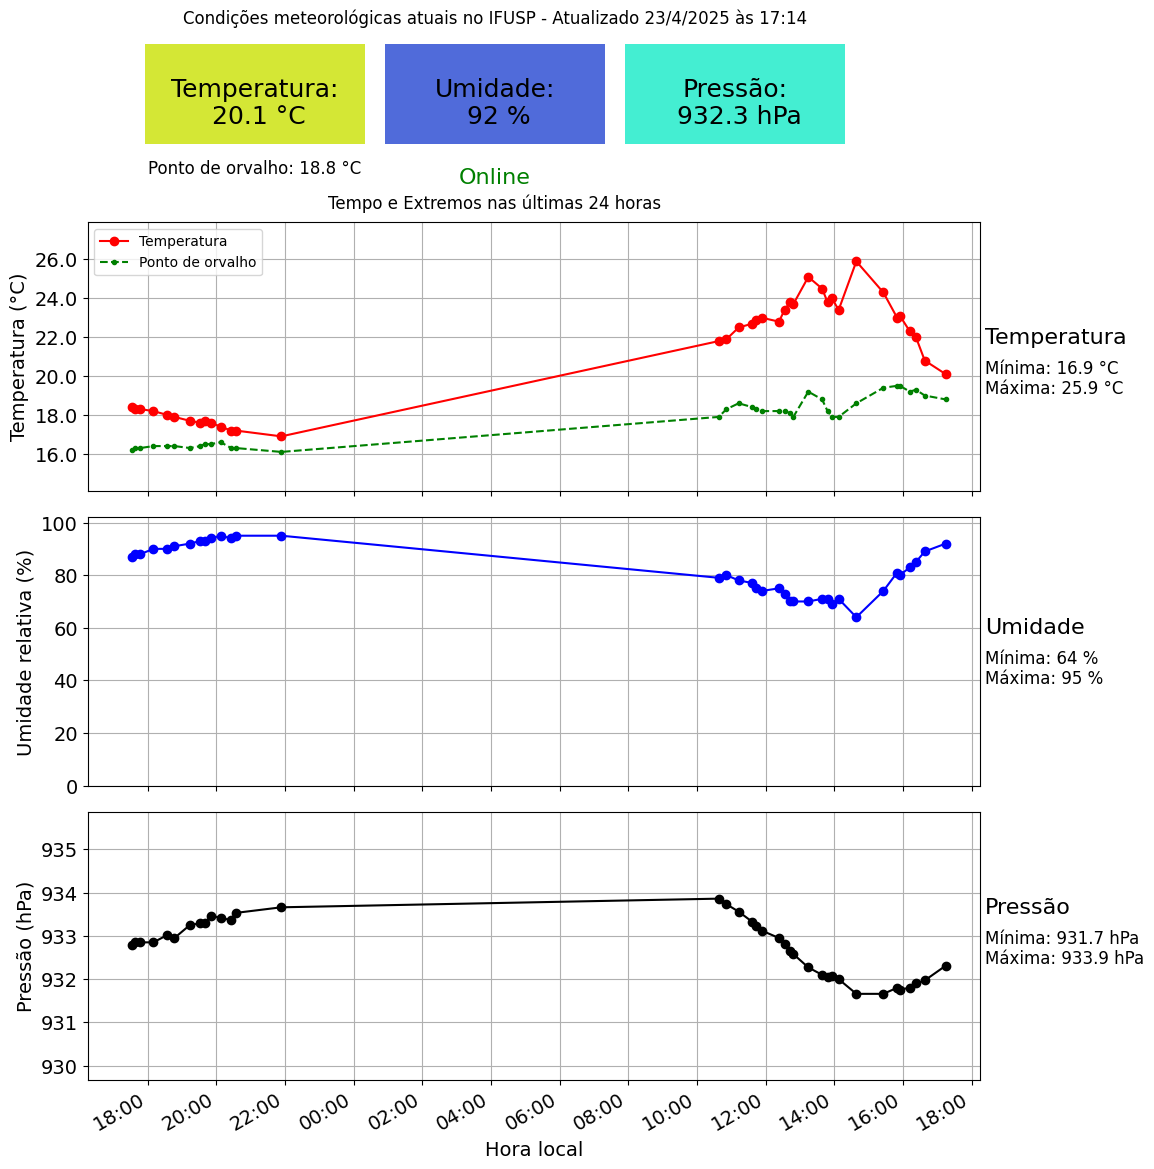 Condições meteorológicas atuais no IFUSP - Atualizado 23/4/2025 às 17:14
Temperatura:
20.1 °C
Umidade:
92 %
Pressão:
932.3 hPa
Ponto de orvalho: 18.8 °C
Online
Tempo e Extremos nas últimas 24 horas
Temperatura (°C)
26.0
24.0
22.0
20.0
18.0
16.0
Temperatura
Ponto de orvalho
Temperatura
Mínima: 16.9 °C
Máxima: 25.9 °C
Umidade relativa (%)
100
80
60
40
20
0
Umidade
Mínima: 64 %
Máxima: 95 %
Pressão (hPa)
935
934
933
932
931
930
Pressão
Mínima: 931.7 hPa
Máxima: 933.9 hPa
18:00 20:00 22:00 00:00 02:00 04:00 06:00 08:00 10:00 12:00 14:00 16:00 18:00
Hora local